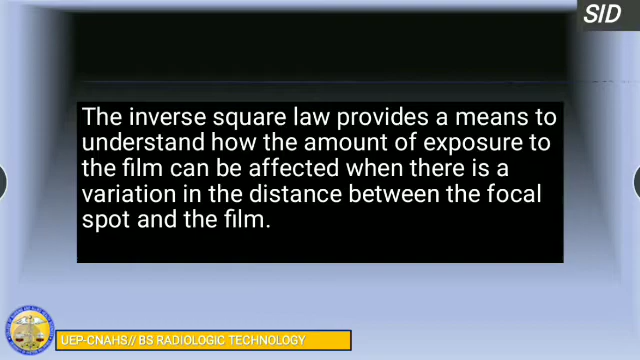 SID
The inverse square law provides a means to
understand how the amount of exposure to
the film can be affected when there is a
variation in the distance between the focal
spot and the film.
UEP-CNAHS// BS RADIOLOGIC TECHNOLOGY